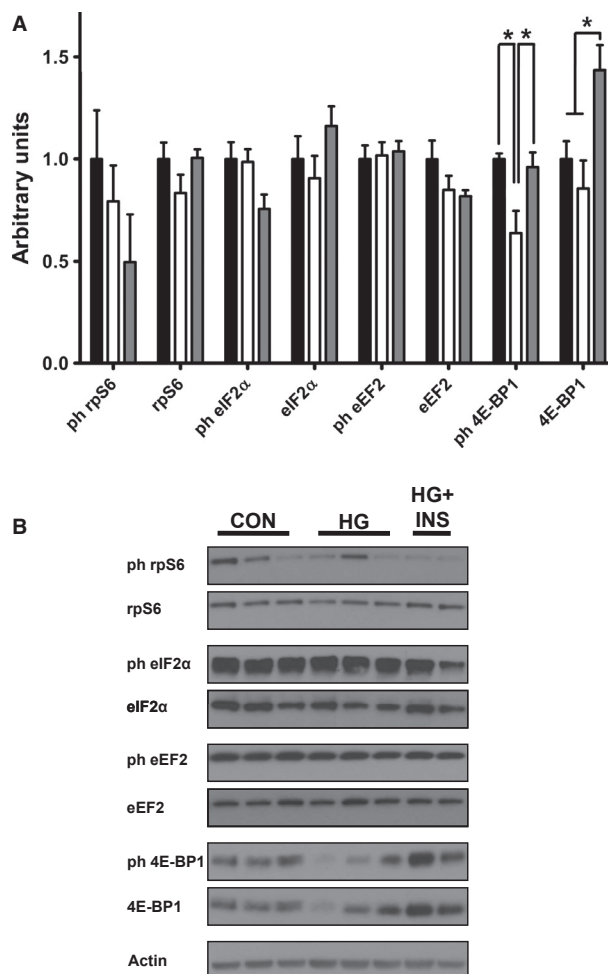 A
Arbitrary units
1.5
1.0
0.5
0.0
* *
*
ph rpS6
rpS6
ph eIF2α
eIF2α
ph eEF2
eEF2
ph 4E-BP1
4E-BP1
B
CON
HG
HG+
INS
ph rpS6
rpS6
ph eIF2α
eIF2α
ph eEF2
eEF2
ph 4E-BP1
4E-BP1
Actin